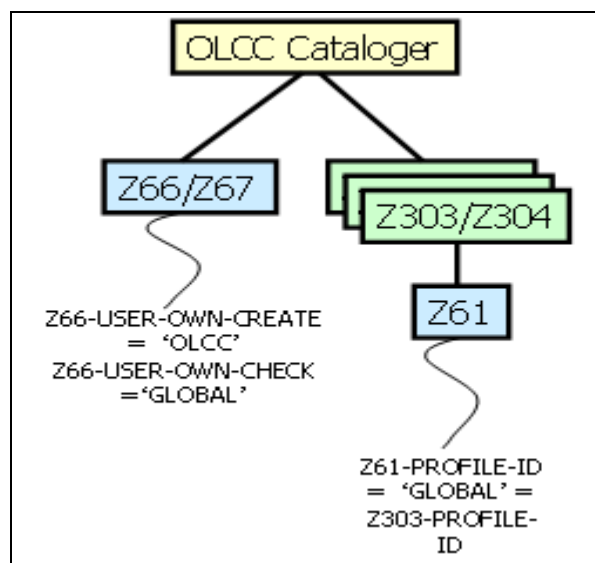 OLCC Cataloger
Z66/Z67
Z303/Z304
Z61
Z66-USER-OWN-CREATE
= ‘OLCC’
Z66-USER-OWN-CHECK
=‘GLOBAL’
Z61-PROFILE-ID
= ‘GLOBAL’ =
Z303-PROFILE-
ID